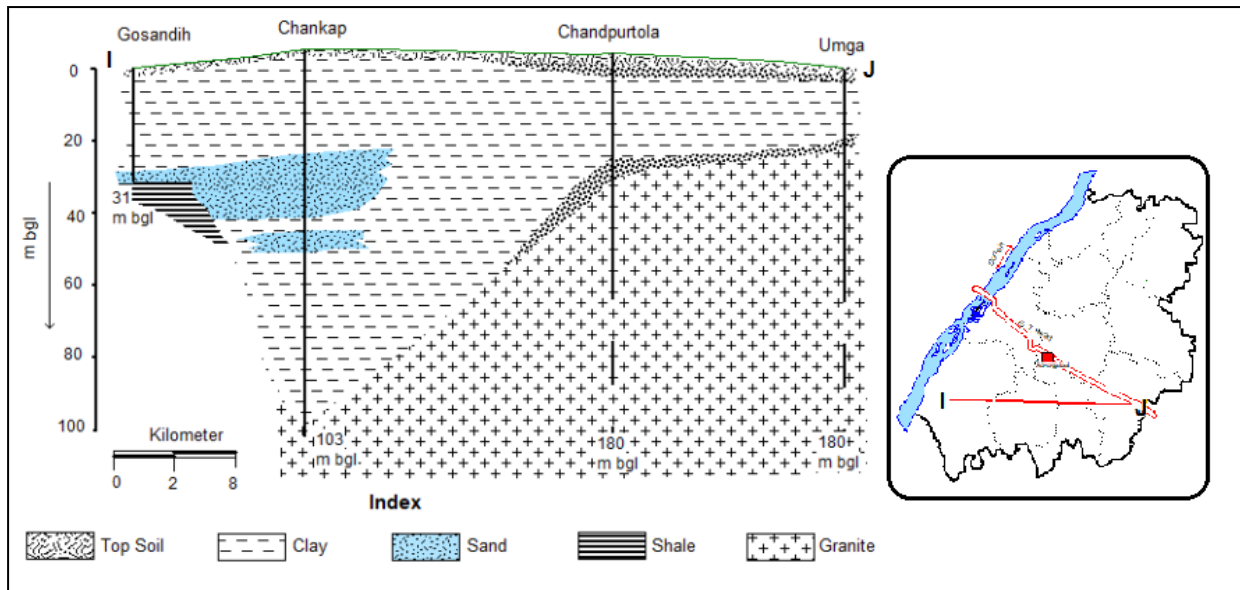 Gosandih
Chankap
Chandpurtola
Umga
I
J
0
20
40
60
80
100
m bgl
31
m bgl
103
m bgl
180
m bgl
180
m bgl
Kilometer
0 2 8
Index
Top Soil
Clay
Sand
Shale
Granite
I
J